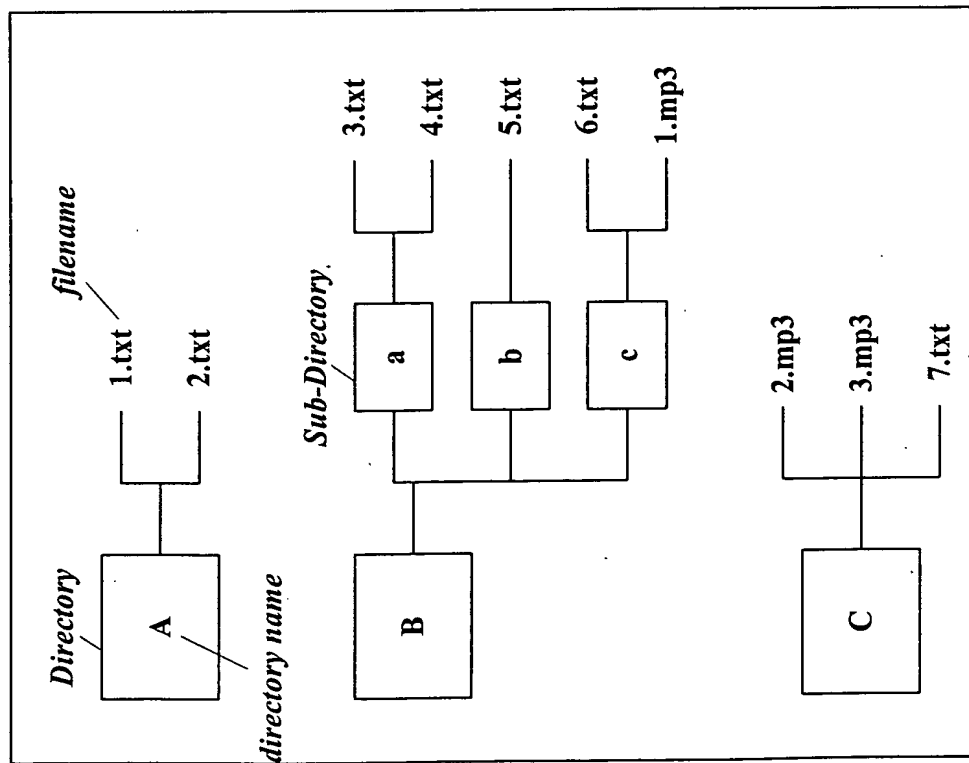 Directory
A
directory name
1.txt
filename
2.txt
B
Sub-Directory
a
3.txt
4.txt
b
5.txt
c
6.txt
1.mp3
C
2.mp3
3.mp3
7.txt